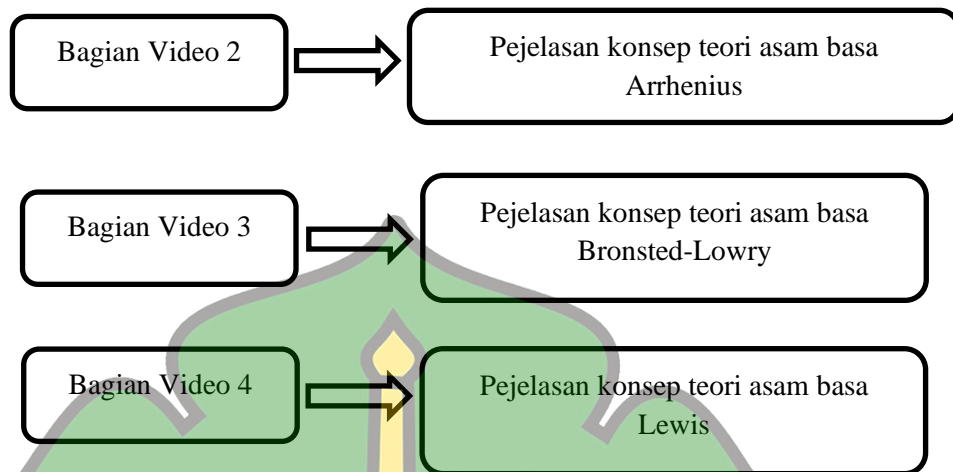 Bagian Video 2
Pejelasan konsep teori asam basa
Arrhenius
Bagian Video 3
Pejelasan konsep teori asam basa
Bronsted-Lowry
Bagian Video 4
Pejelasan konsep teori asam basa
Lewis